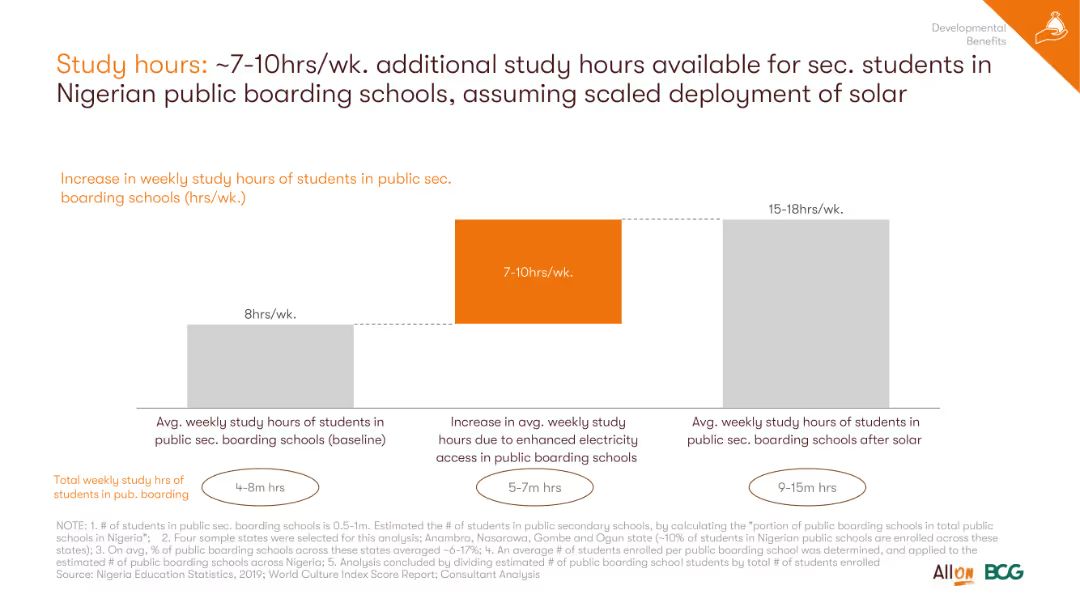 Developmental
Benefits
Study hours: ~7-10hrs/wk. additional study hours available for sec. students in
Nigerian public boarding schools, assuming scaled deployment of solar
Increase in weekly study hours of students in public sec.
boarding schools (hrs/wk.)
8hrs/wk.
7-10hrs/wk.
15-18hrs/wk.
Avg. weekly study hours of students in
public sec. boarding schools (baseline)
Increase in avg. weekly study
hours due to enhanced electricity
access in public boarding schools
Avg. weekly study hours of students in
public sec. boarding schools after solar
Total weekly study hrs of
students in pub. boarding
4-8m hrs
5-7m hrs
9-15m hrs
NOTE: 1. # of students in public sec. boarding schools is 0.5-1m. Estimated the # of students in public secondary schools, by calculating the "portion of public boarding schools in total public
schools in Nigeria"; 2. Four sample states were selected for this analysis; Anambra, Nasarawa, Gombe and Ogun state (~10% of students in Nigerian public schools are enrolled across these
states); 3. On avg, % of public boarding schools across these states averaged ~6-17%; 4. An average # of students enrolled per public boarding school was determined, and applied to the
estimated # of public boarding schools across Nigeria; 5. Analysis concluded by dividing estimated # of public boarding school students by total # of students enrolled
Source: Nigeria Education Statistics, 2019; World Culture Index Score Report; Consultant Analysis
All on BCG